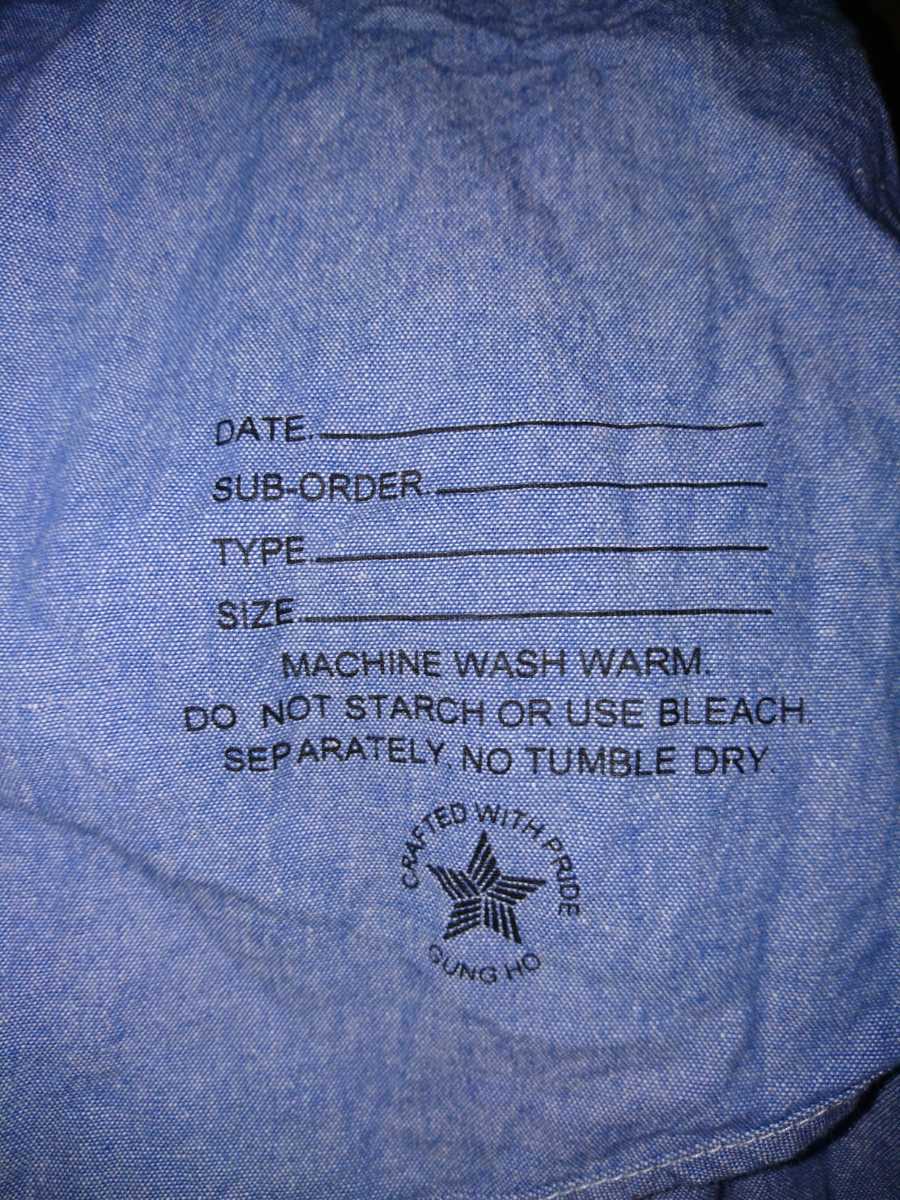 DATE.
SUB-ORDER.
TYPE.
SIZE.
MACHINE WASH WARM.
DO NOT STARCH OR USE BLEACH.
SEPARATELY, NO TUMBLE DRY.
CRAFTED WITH PRIDE
GUNG HO